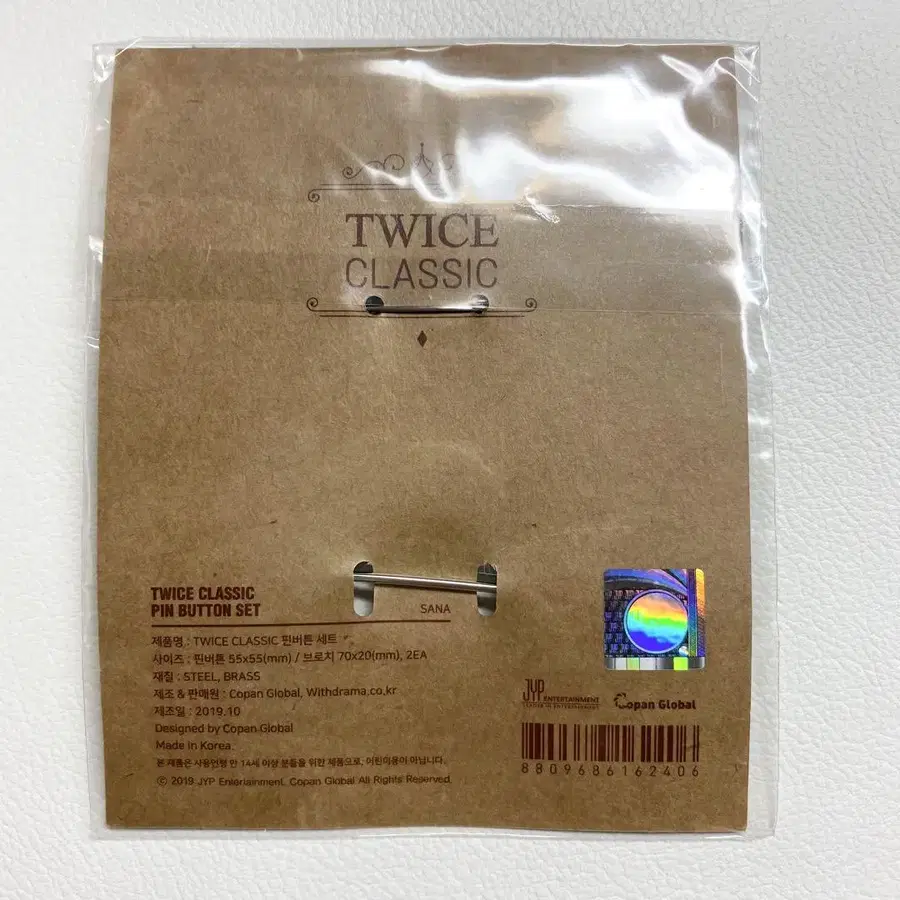 TWICE
CLASSIC
TWICE CLASSIC
PIN BUTTON SET
SANA
제품명 : TWICE CLASSIC 핀버튼 세트
사이즈 : 핀버튼 55x55(mm) / 브로치 70x20(mm), 2EA
재질 : STEEL, BRASS
제조 & 판매원 : Copan Global, Withdrama.co.kr
제조일 : 2019.10
Designed by Copan Global
Made in Korea.
본 제품은 사용연령 만 14세 이상 분들을 위한 제품으로, 어린이용이 아닙니다.
ⓒ 2019 JYP Entertainment. Copan Global All Rights Reserved.
JYP ENTERTAINMENT
LEADER IN ENTERTAINMENT
Copan Global
8809686162406